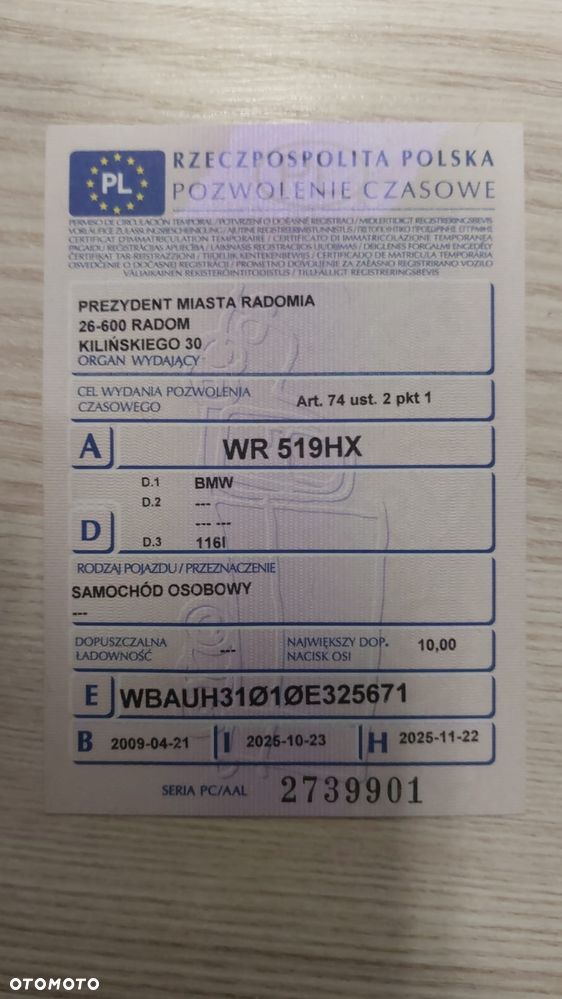 PL
RZECZPOSPOLITA POLSKA
POZWOLENIE CZASOWE
PREZYDENT MIASTA RADOMIA
26-600 RADOM
KILIŃSKIEGO 30
ORGAN WYDAJĄCY
CEL WYDANIA POZWOLENIA
CZASOWEGO
Art. 74 ust. 2 pkt 1
A WR 519HX
D.1 BMW
D.2 ---
--- ---
D
D.3 116I
RODZAJ POJAZDU/PRZEZNACZENIE
SAMOCHÓD OSOBOWY
---
DOPUSZCZALNA
ŁADOWNOŚĆ
---
NAJWIĘKSZY DOP.
NACISK OSI
10,00
E WBAUH31Ø1ØE325671
B 2009-04-21 I 2025-10-23 H 2025-11-22
SERIA PC/AAL 2739901
OTOMOTO